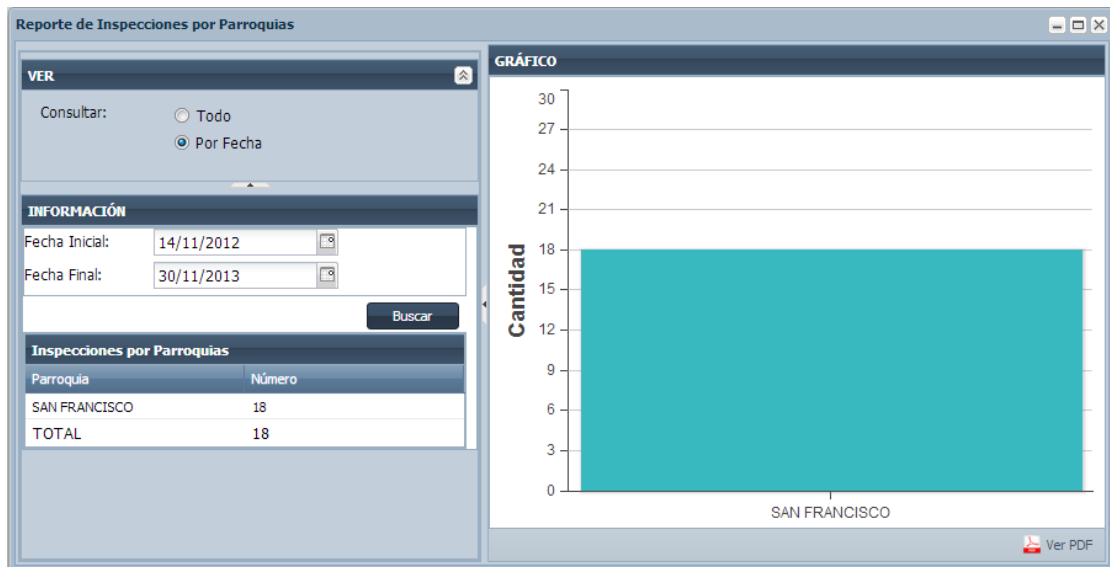 Reporte de Inspecciones por Parroquias
VER
Consultar:
Todo
Por Fecha
INFORMACIÓN
Fecha Inicial: 14/11/2012
Fecha Final: 30/11/2013
Buscar
Inspecciones por Parroquias
Parroquia Número
SAN FRANCISCO 18
TOTAL 18
GRÁFICO
Cantidad
30
27
24
21
18
15
12
9
6
3
0
SAN FRANCISCO
Ver PDF